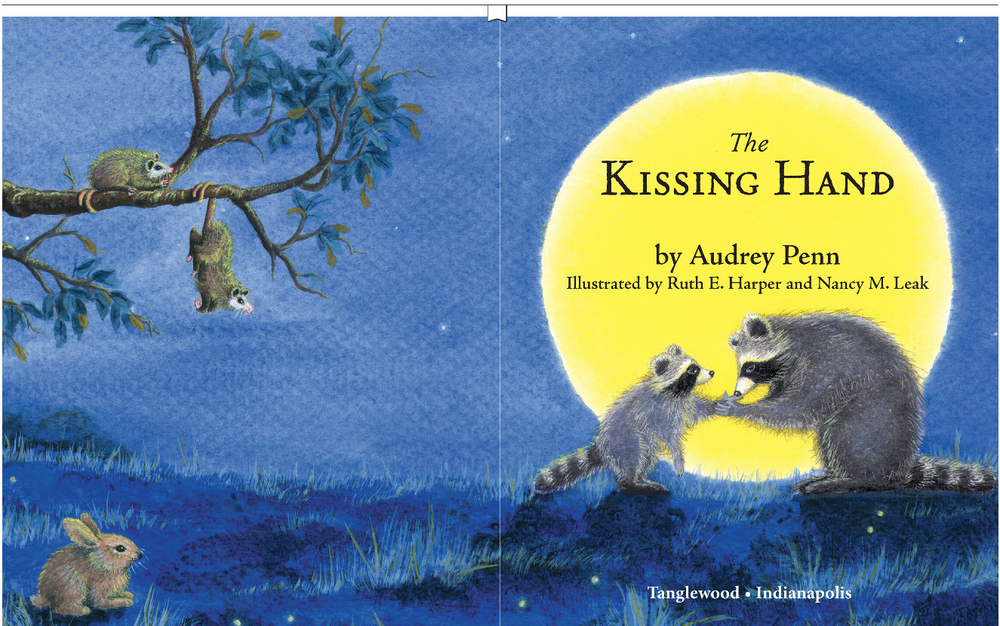 The
Kissing Hand
by Audrey Penn
Illustrated by Ruth E. Harper and Nancy M. Leak
Tanglewood • Indianapolis